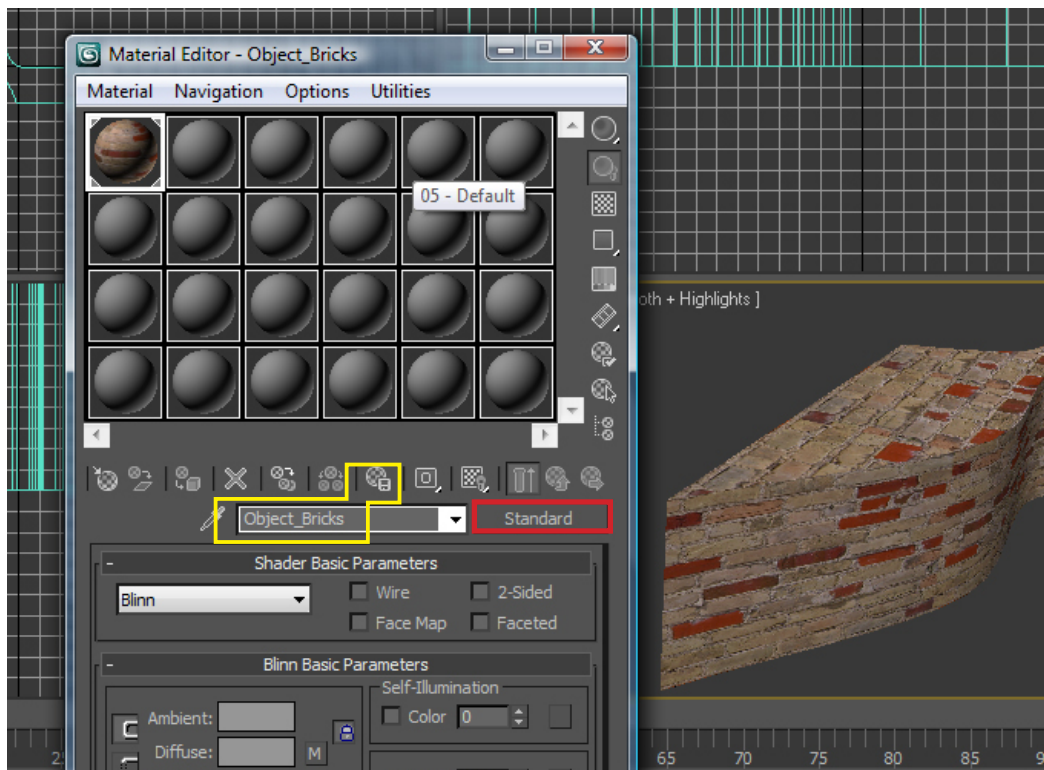 Material Editor - Object_Bricks
Material Navigation Options Utilities
05 - Default
oth + Highlights ]
Object_Bricks Standard
Shader Basic Parameters
Blinn Wire 2-Sided
Face Map Faceted
Blinn Basic Parameters
Self-Illumination
Ambient: Color 0
Diffuse: M
65 70 75 80 85